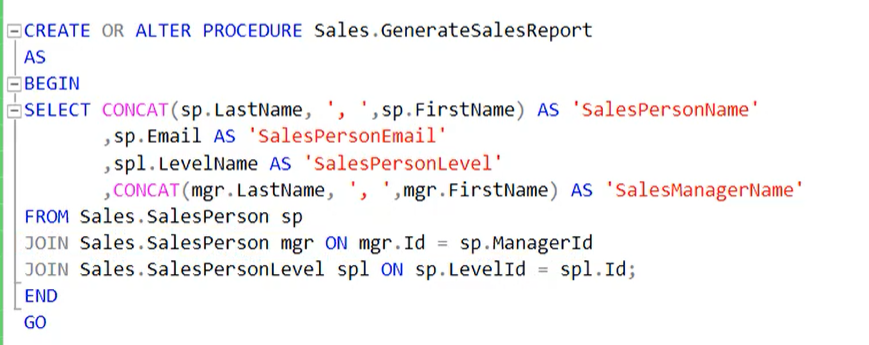 CREATE OR ALTER PROCEDURE Sales.GenerateSalesReport
AS
BEGIN
SELECT CONCAT(sp.LastName, ', ',sp.FirstName) AS 'SalesPersonName'
,sp.Email AS 'SalesPersonEmail'
,spl.LevelName AS 'SalesPersonLevel'
,CONCAT(mgr.LastName, ', ',mgr.FirstName) AS 'SalesManagerName'
FROM Sales.SalesPerson sp
JOIN Sales.SalesPerson mgr ON mgr.Id = sp.ManagerId
JOIN Sales.SalesPersonLevel spl ON sp.LevelId = spl.Id;
END
GO